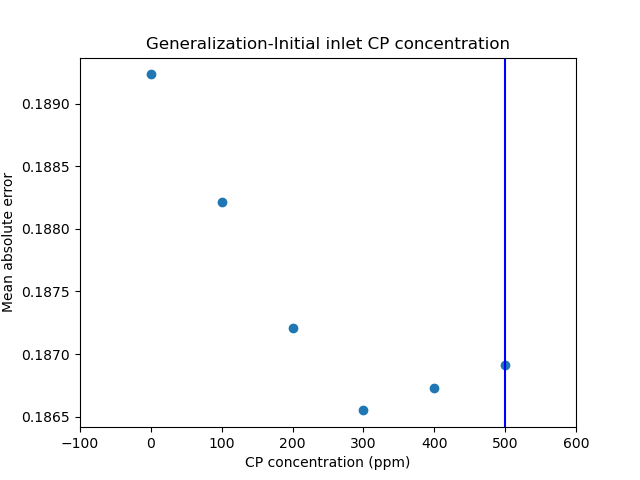 Generalization-Initial inlet CP concentration
Mean absolute error
0.1890
0.1885
0.1880
0.1875
0.1870
0.1865
−100 0 100 200 300 400 500 600
CP concentration (ppm)